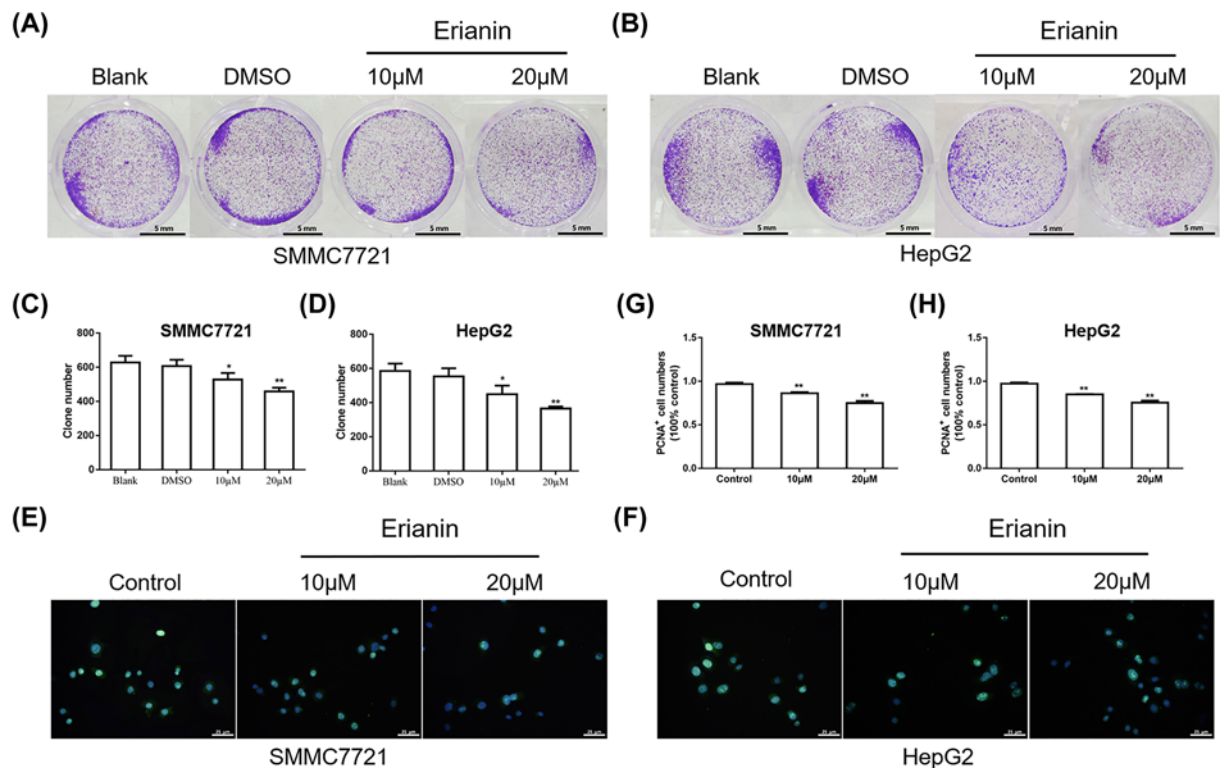 (A)
Erianin
Blank DMSO 10μM 20μM
5 mm 5 mm 5 mm 5 mm
SMMC7721
(B)
Erianin
Blank DMSO 10μM 20μM
5 mm 5 mm 5 mm 5 mm
HepG2
(C)
SMMC7721
Clone number
800
600
400
200
0
* **
Blank DMSO 10μM 20μM
(D)
HepG2
Clone number
800
600
400
200
0
* **
Blank DMSO 10μM 20μM
(G)
SMMC7721
PCNA+ cell numbers
(100% control)
1.5
1.0
0.5
0.0
** **
Control 10μM 20μM
(H)
HepG2
PCNA+ cell numbers
(100% control)
1.5
1.0
0.5
0.0
** **
Control 10μM 20μM
(E)
Erianin
Control 10μM 20μM
SMMC7721
(F)
Erianin
Control 10μM 20μM
HepG2